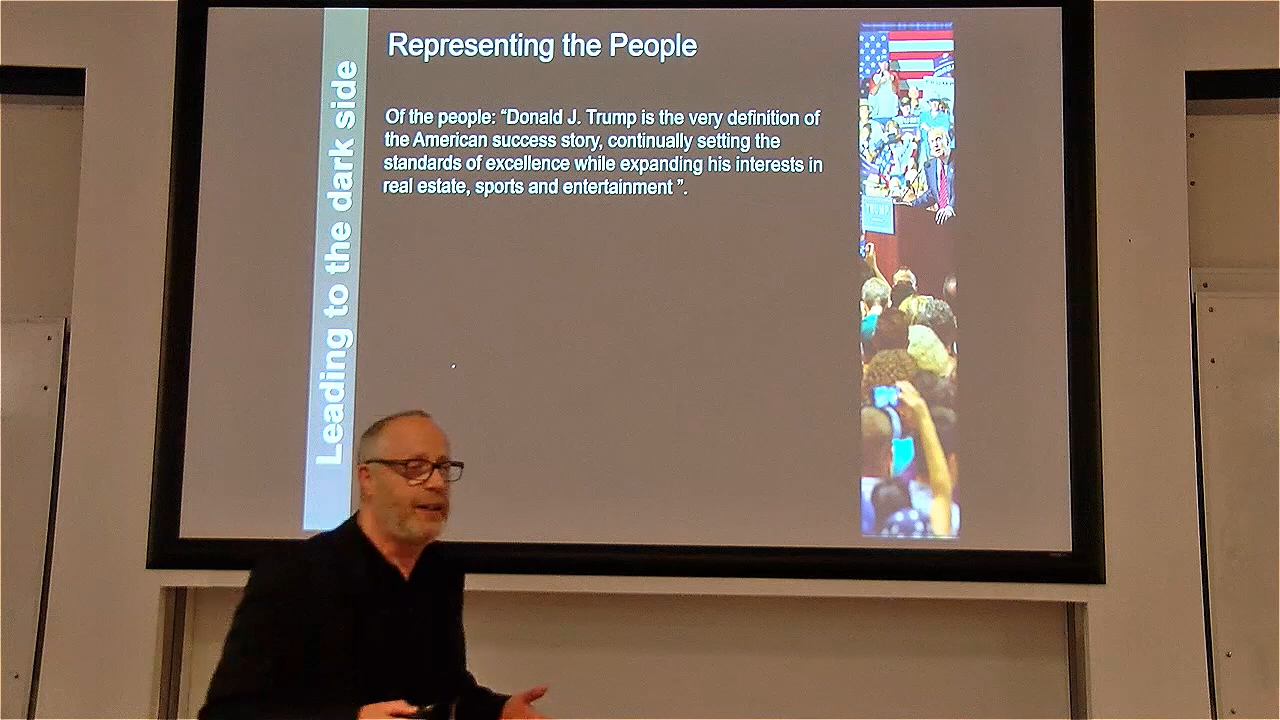 Representing the People
Leading to the dark side
Of the people: “Donald J. Trump is the very definition of
the American success story, continually setting the
standards of excellence while expanding his interests in
real estate, sports and entertainment ”.